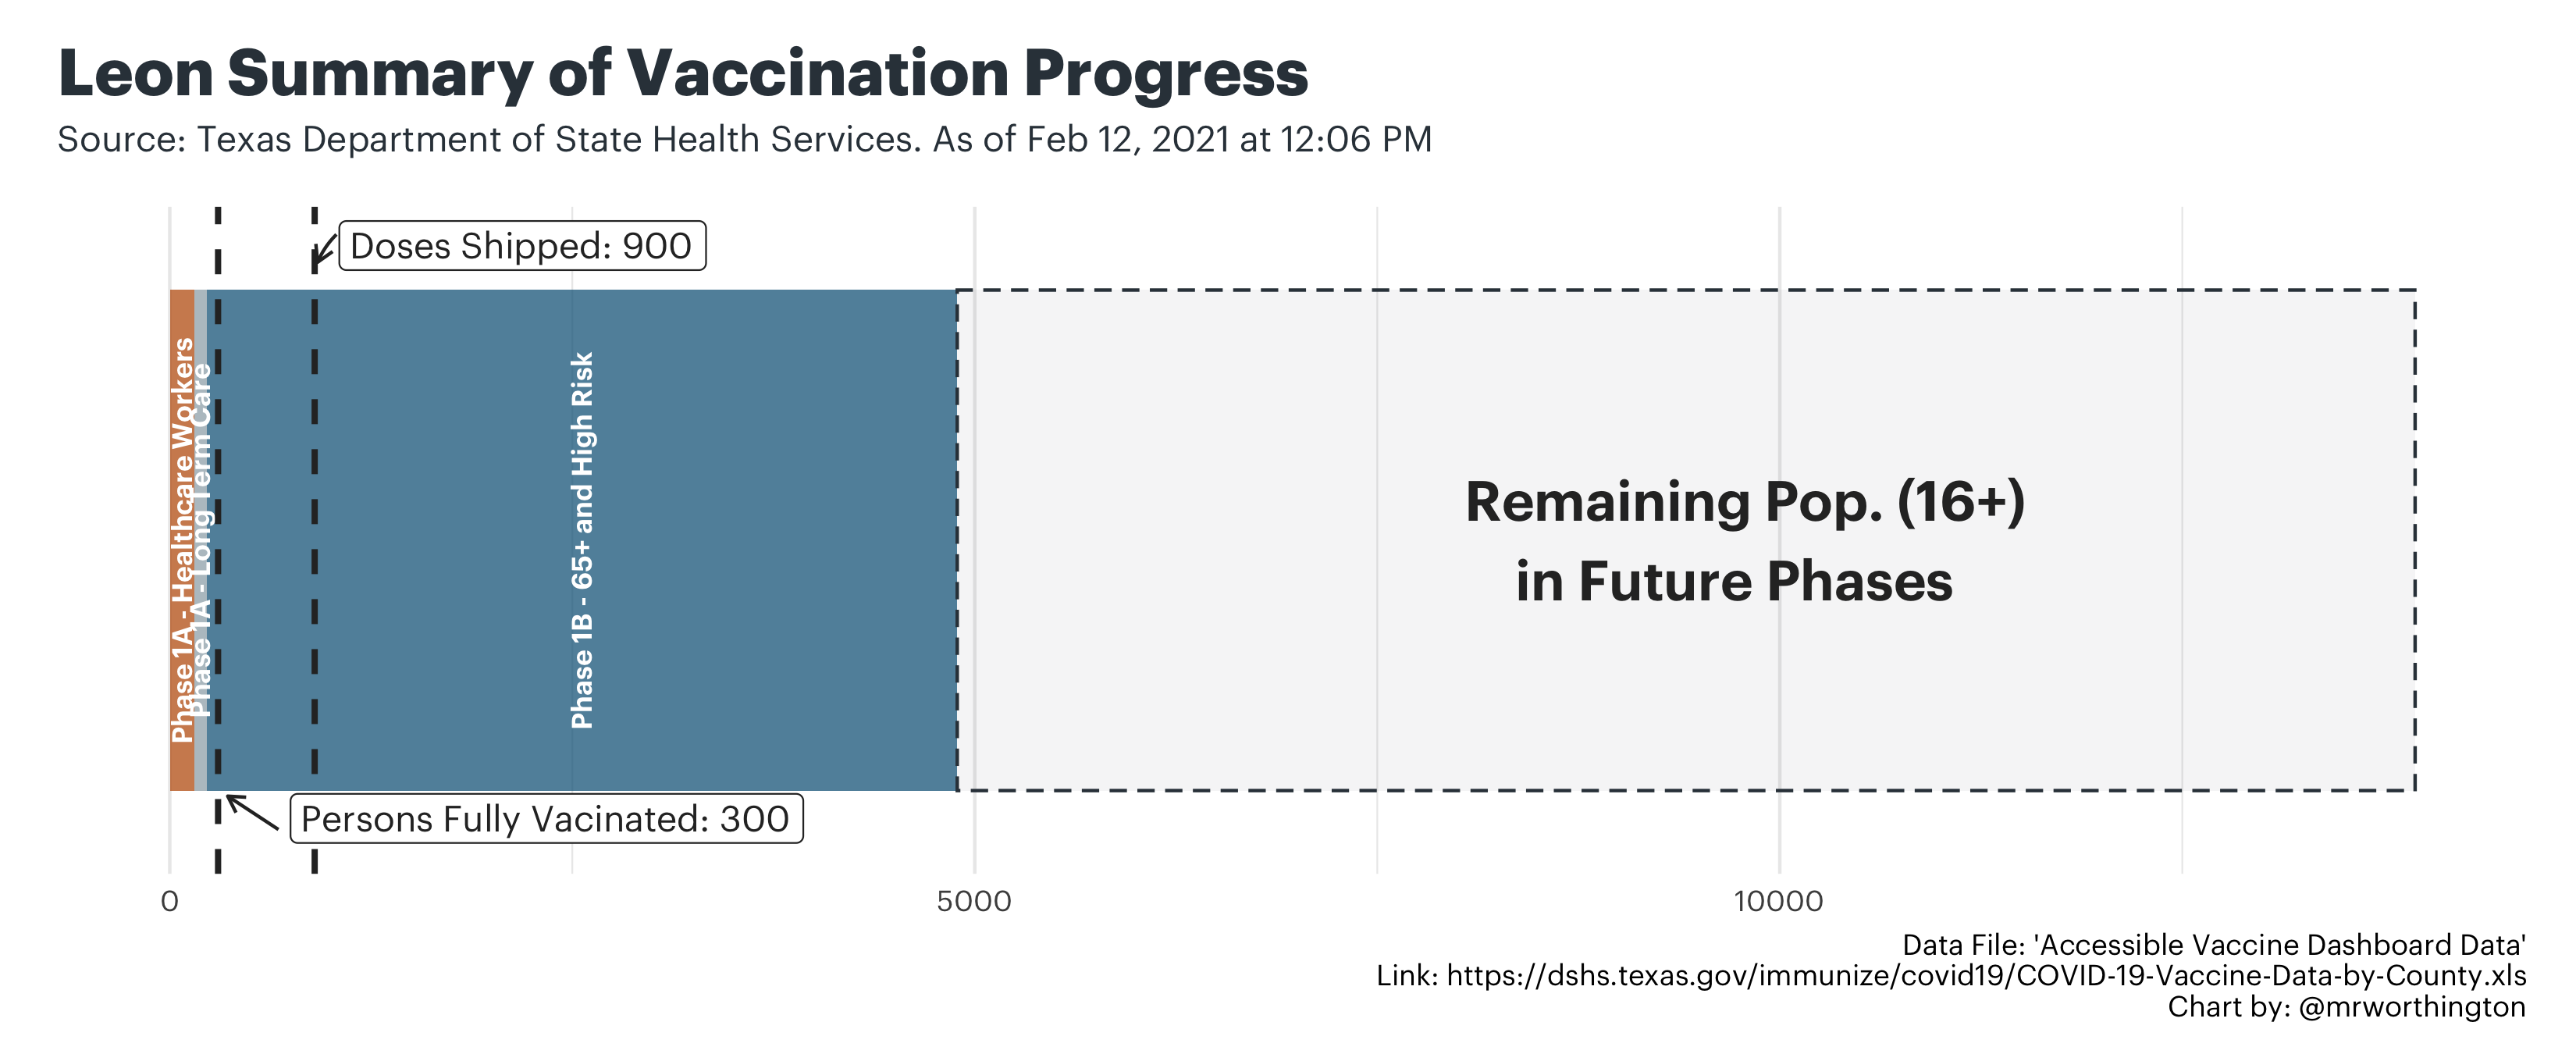 Leon Summary of Vaccination Progress
Source: Texas Department of State Health Services. As of Feb 12, 2021 at 12:06 PM
Doses Shipped: 900
Phase 1A - Healthcare Workers
Phase 1A - Long Term Care
Phase 1B - 65+ and High Risk
Remaining Pop. (16+)
in Future Phases
Persons Fully Vacinated: 300
0
5000
10000
Data File: 'Accessible Vaccine Dashboard Data'
Link: https://dshs.texas.gov/immunize/covid19/COVID-19-Vaccine-Data-by-County.xls
Chart by: @mrworthington